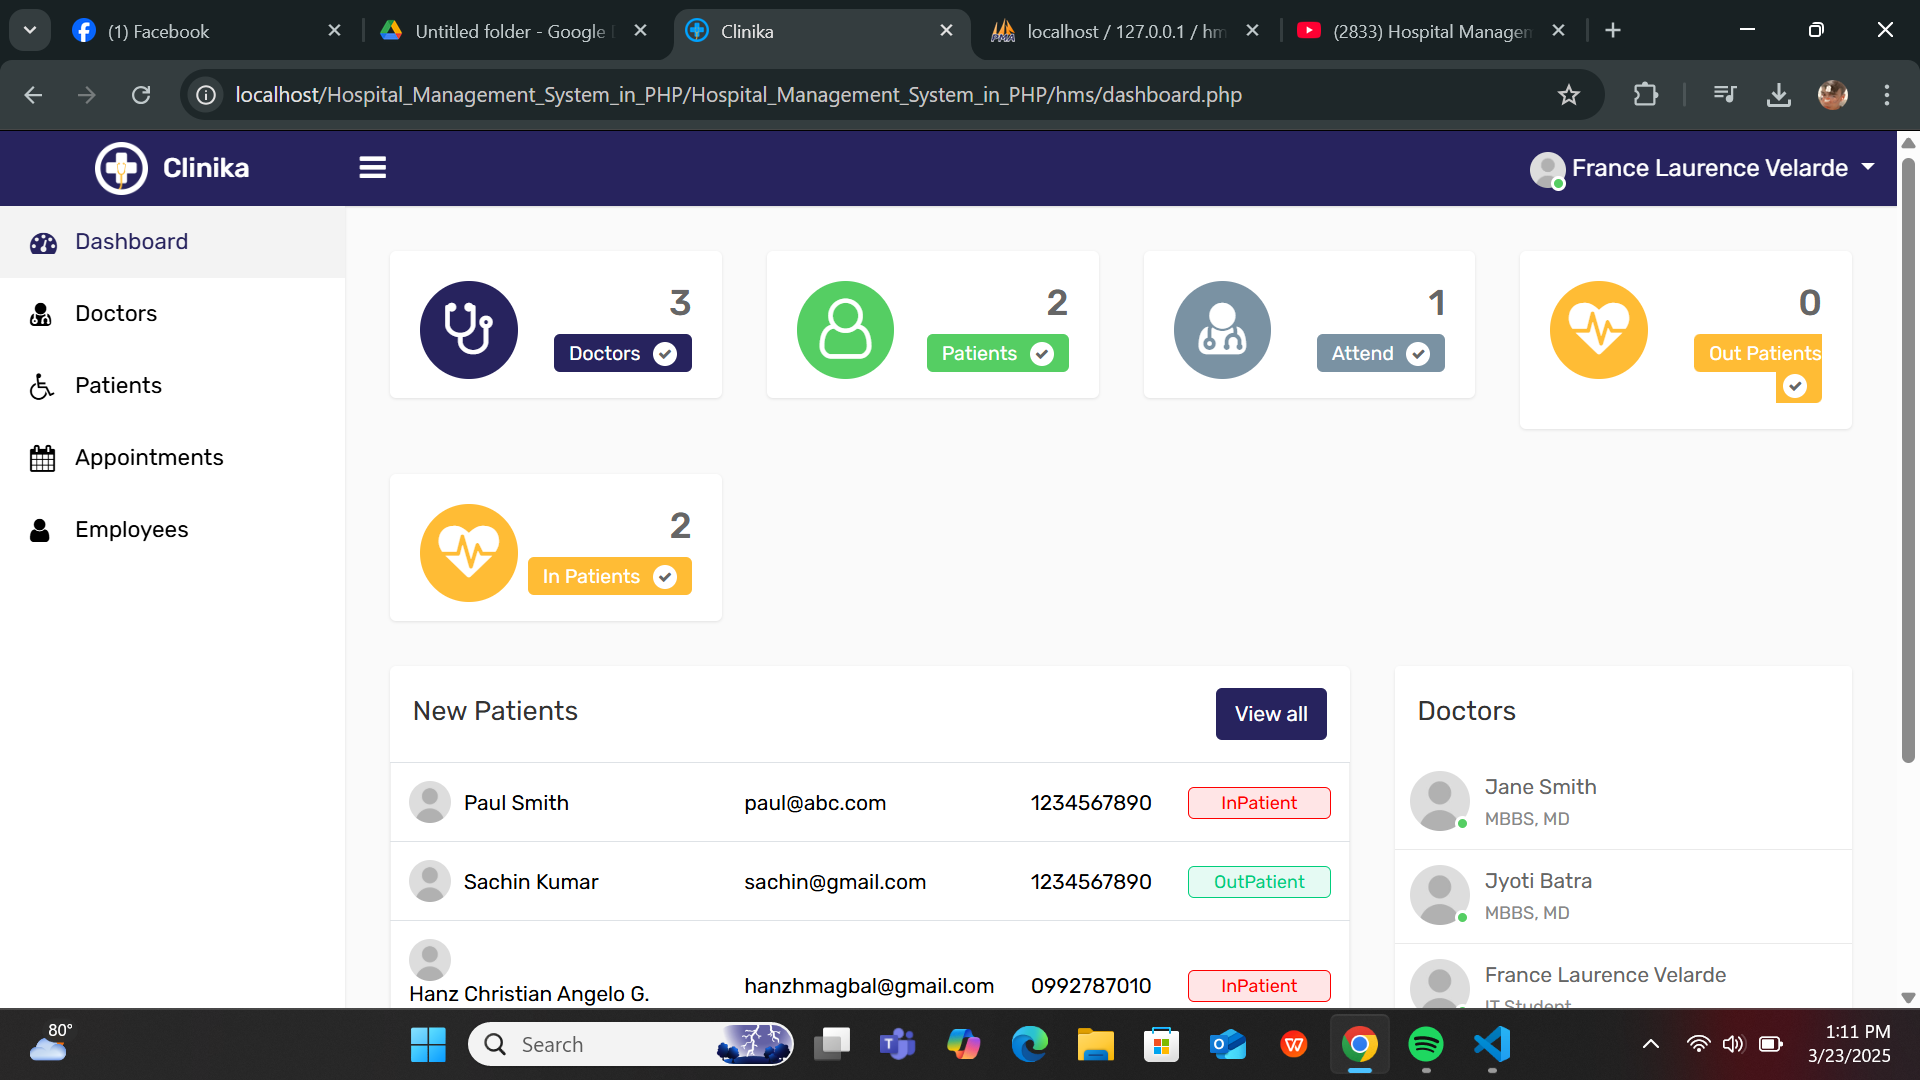 (1) Facebook
Untitled folder - Google
Clinika
localhost / 127.0.0.1 / hm
(2833) Hospital Managem
localhost/Hospital_Management_System_in_PHP/Hospital_Management_System_in_PHP/hms/dashboard.php
Clinika
France Laurence Velarde
Dashboard
Doctors
Patients
Appointments
Employees
3
Doctors
2
Patients
1
Attend
0
Out Patients
2
In Patients
New Patients
View all
Paul Smith paul@abc.com 1234567890 InPatient
Sachin Kumar sachin@gmail.com 1234567890 OutPatient
Hanz Christian Angelo G. hanzhmagbal@gmail.com 0992787010 InPatient
Doctors
Jane Smith
MBBS, MD
Jyoti Batra
MBBS, MD
France Laurence Velarde
IT Student
80°
Search
1:11 PM
3/23/2025